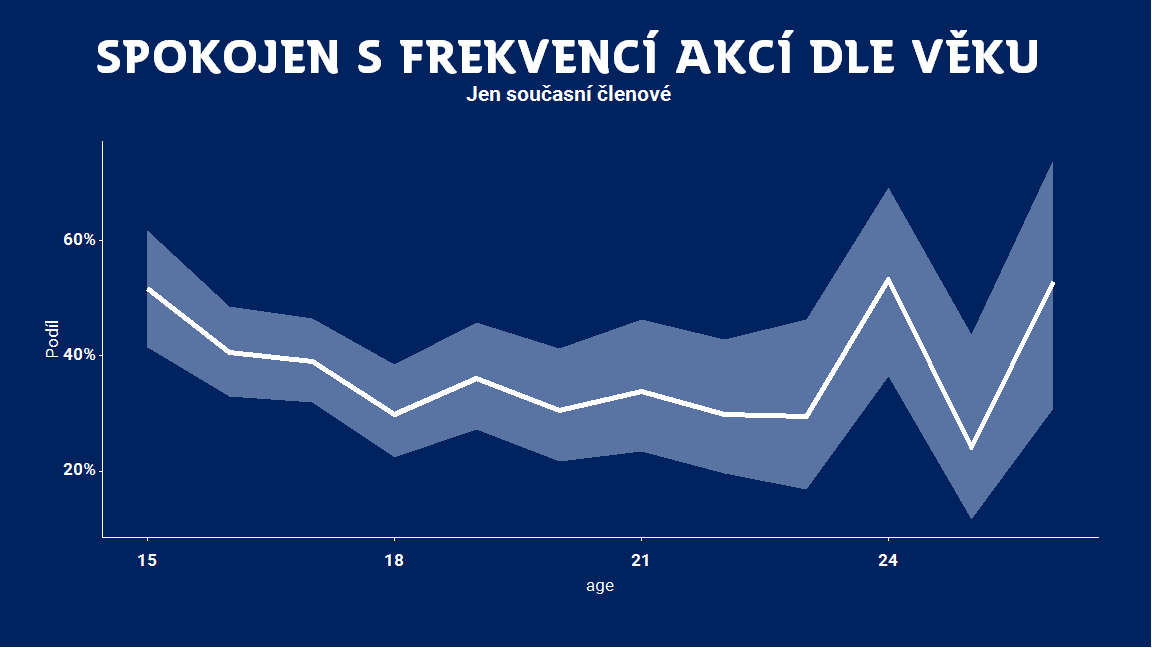 SPOKOJEN S FREKVENCÍ AKCÍ DLE VĚKU
Jen současní členové
60%
40%
20%
Podíl
15 18 21 24
age